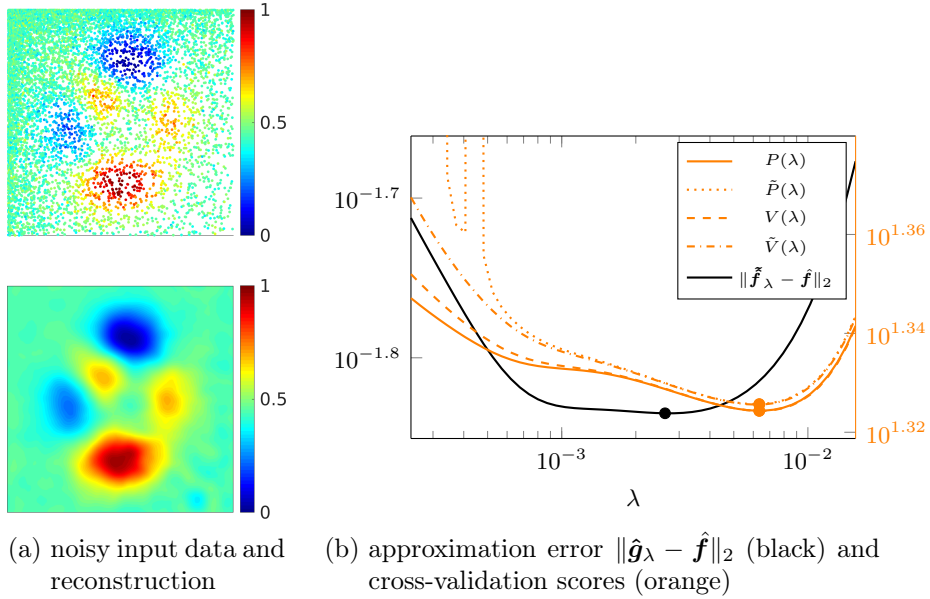 1
0.5
0
1
0.5
0
(a) noisy input data and
reconstruction
10^{-1.7}
10^{-1.8}
10^{-3}
10^{-2}
λ
10^{1.36}
10^{1.34}
10^{1.32}
P(λ)
P̃(λ)
V(λ)
Ṽ(λ)
‖f̃̂_λ − f̂‖₂
(b) approximation error ‖ĝ_λ − f̂‖₂ (black) and
cross-validation scores (orange)